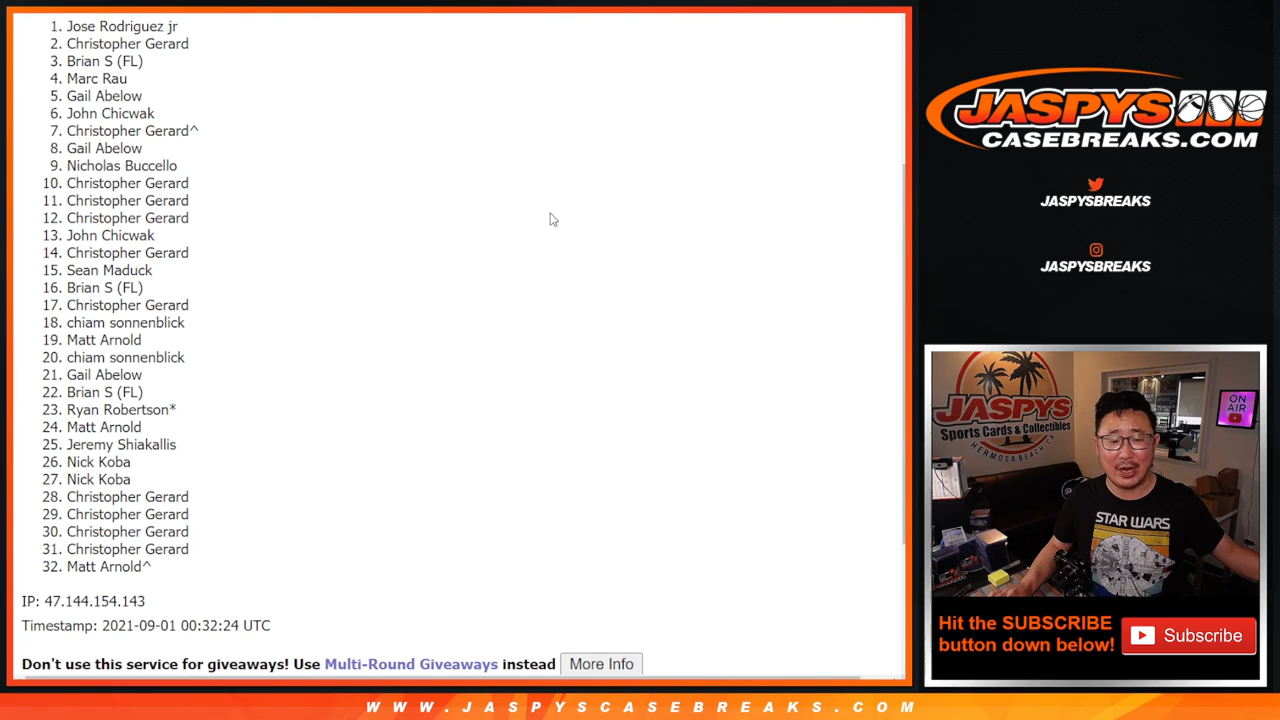 1. Jose Rodriguez jr
2. Christopher Gerard
3. Brian S (FL)
4. Marc Rau
5. Gail Abelow
6. John Chicwak
7. Christopher Gerard^
8. Gail Abelow
9. Nicholas Buccello
10. Christopher Gerard
11. Christopher Gerard
12. Christopher Gerard
13. John Chicwak
14. Christopher Gerard
15. Sean Maduck
16. Brian S (FL)
17. Christopher Gerard
18. chiam sonnenblick
19. Matt Arnold
20. chiam sonnenblick
21. Gail Abelow
22. Brian S (FL)
23. Ryan Robertson*
24. Matt Arnold
25. Jeremy Shiakallis
26. Nick Koba
27. Nick Koba
28. Christopher Gerard
29. Christopher Gerard
30. Christopher Gerard
31. Christopher Gerard
32. Matt Arnold^
IP: 47.144.154.143
Timestamp: 2021-09-01 00:32:24 UTC
Don't use this service for giveaways! Use Multi-Round Giveaways instead More Info
JASPYS
CASEBREAKS.COM
JASPYSBREAKS
JASPYSBREAKS
JASPYS
Sports Cards & Collectibles
HERMOSA BEACH, CA
ON
AIR
STAR WARS
Hit the SUBSCRIBE
button down below!
Subscribe
WWW.JASPYSCASEBREAKS.COM